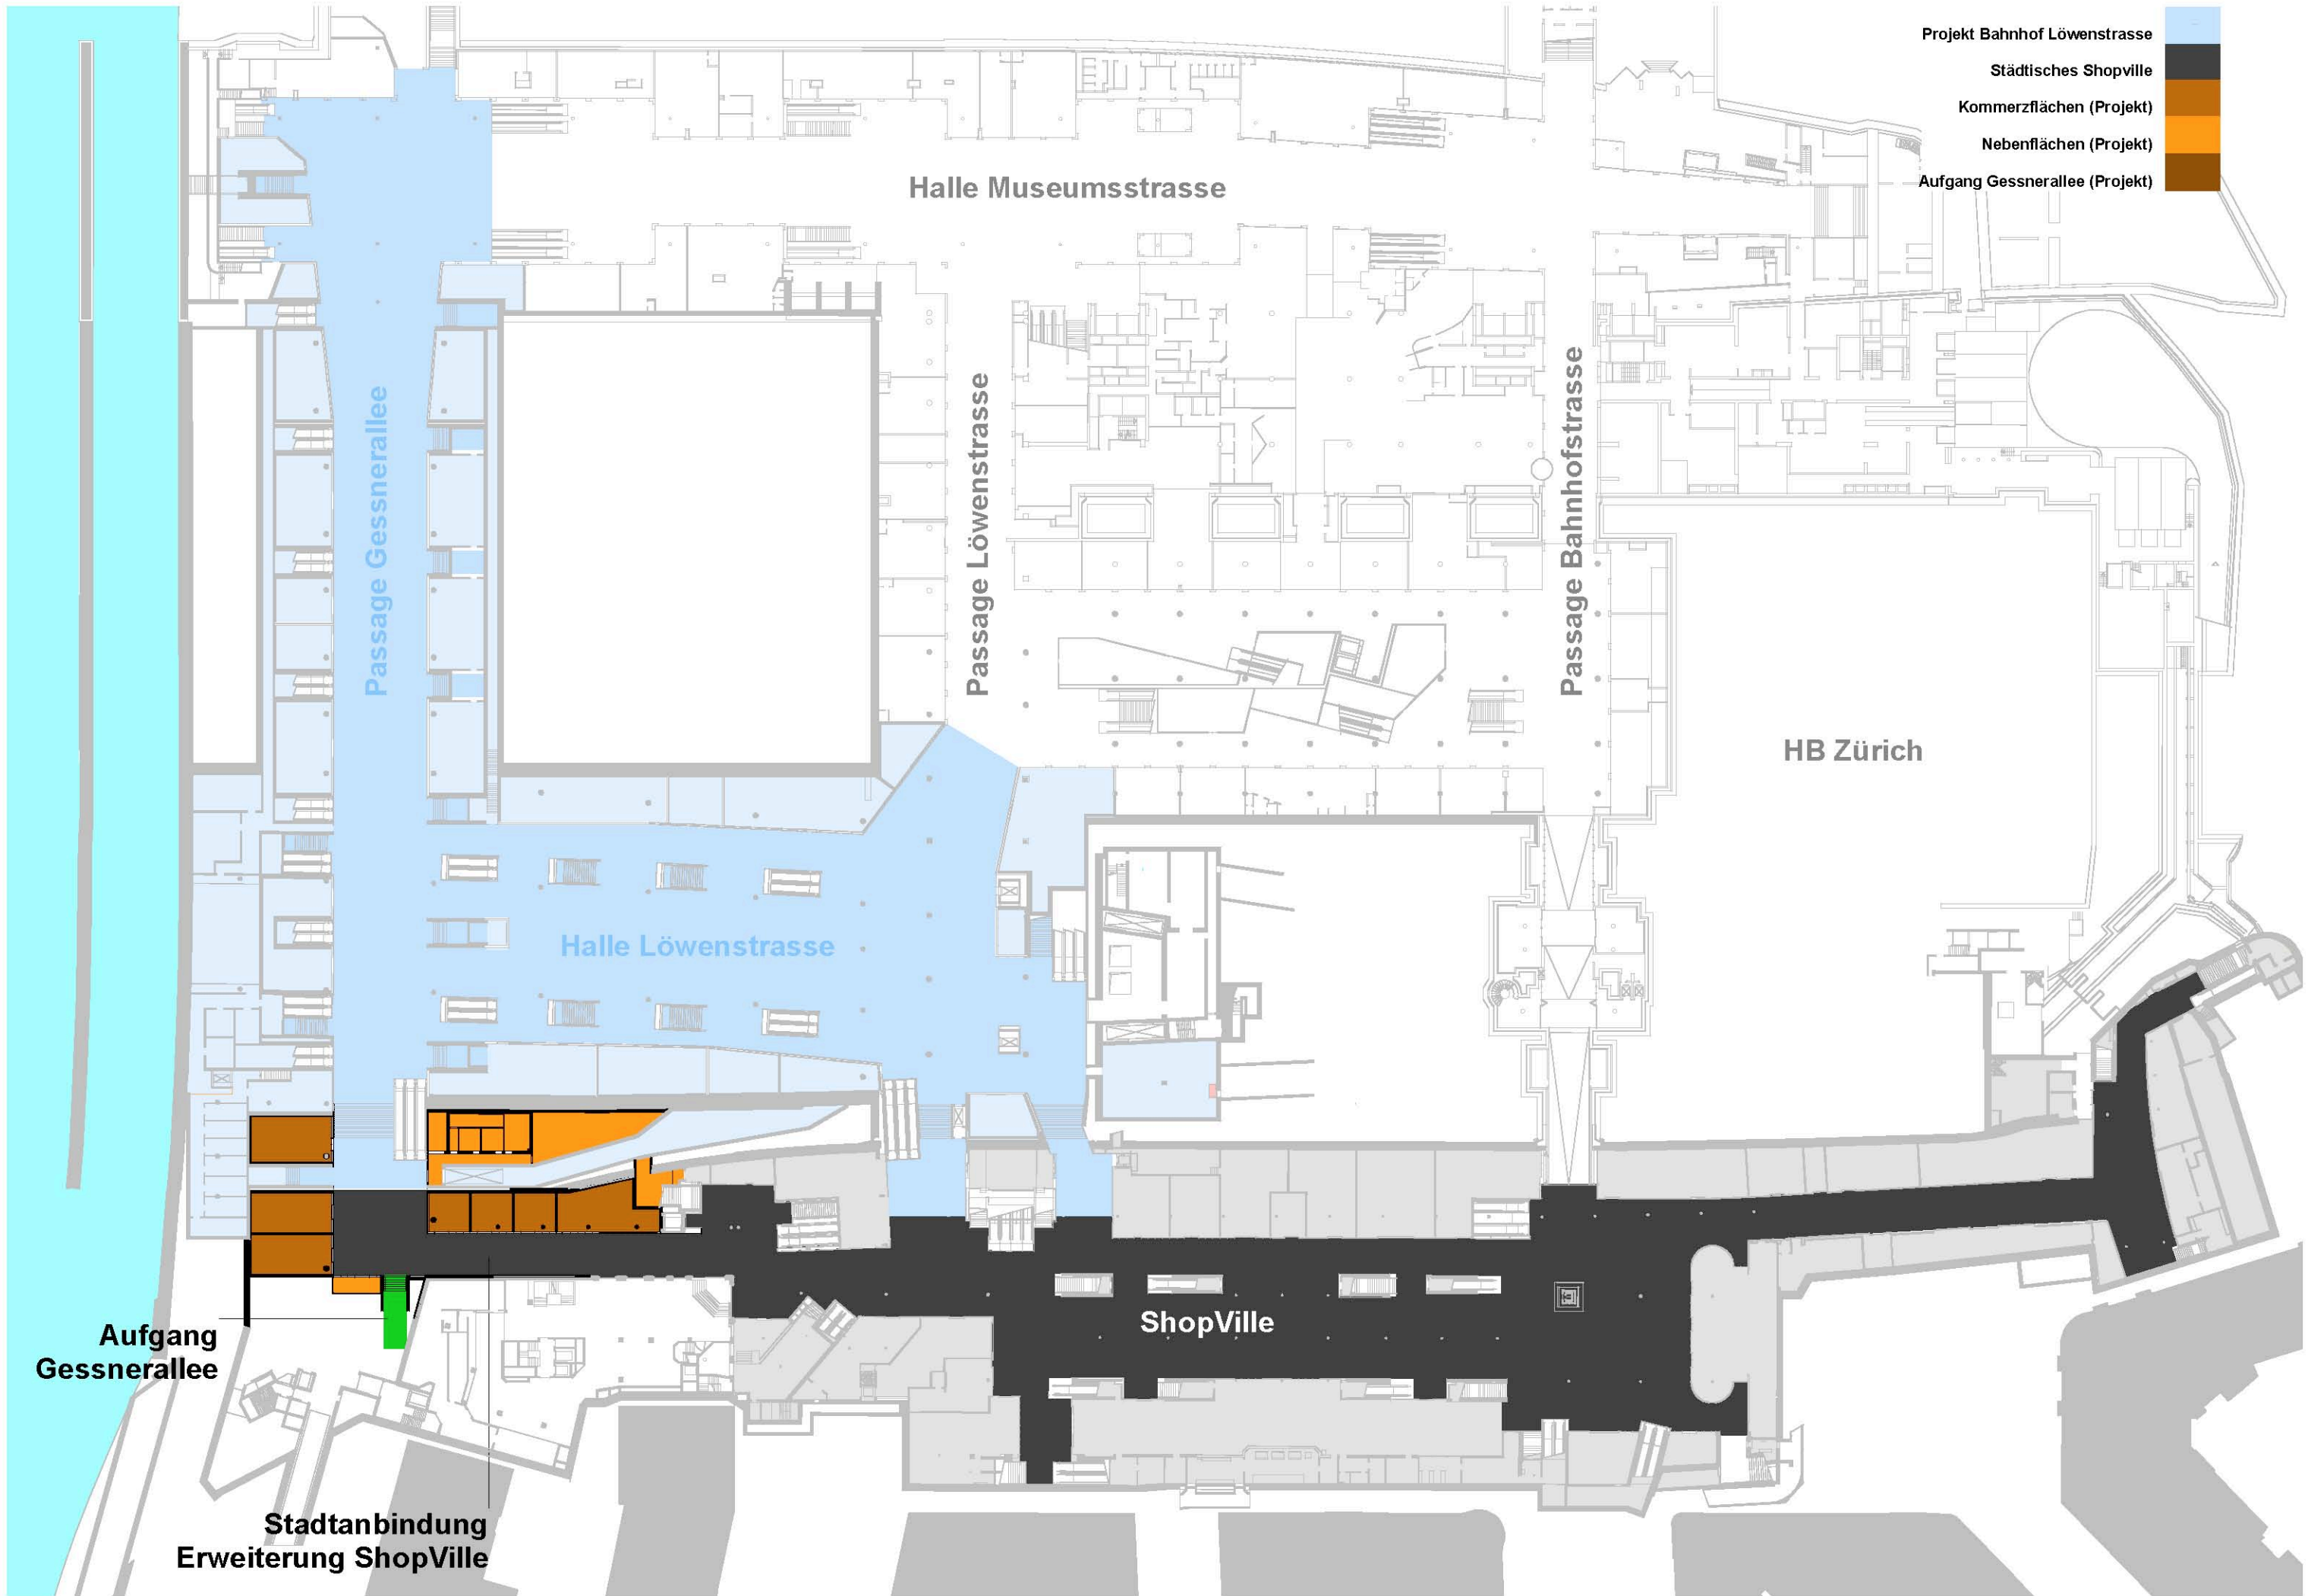 Projekt Bahnhof Löwenstrasse
Städtisches Shopville
Kommerzflächen (Projekt)
Nebenflächen (Projekt)
Aufgang Gessnerallee (Projekt)
Halle Museumsstrasse
Passage Gessnerallee
Passage Löwenstrasse
Passage Bahnhofstrasse
HB Zürich
Halle Löwenstrasse
ShopVille
Aufgang
Gessnerallee
Stadtanbindung
Erweiterung ShopVille